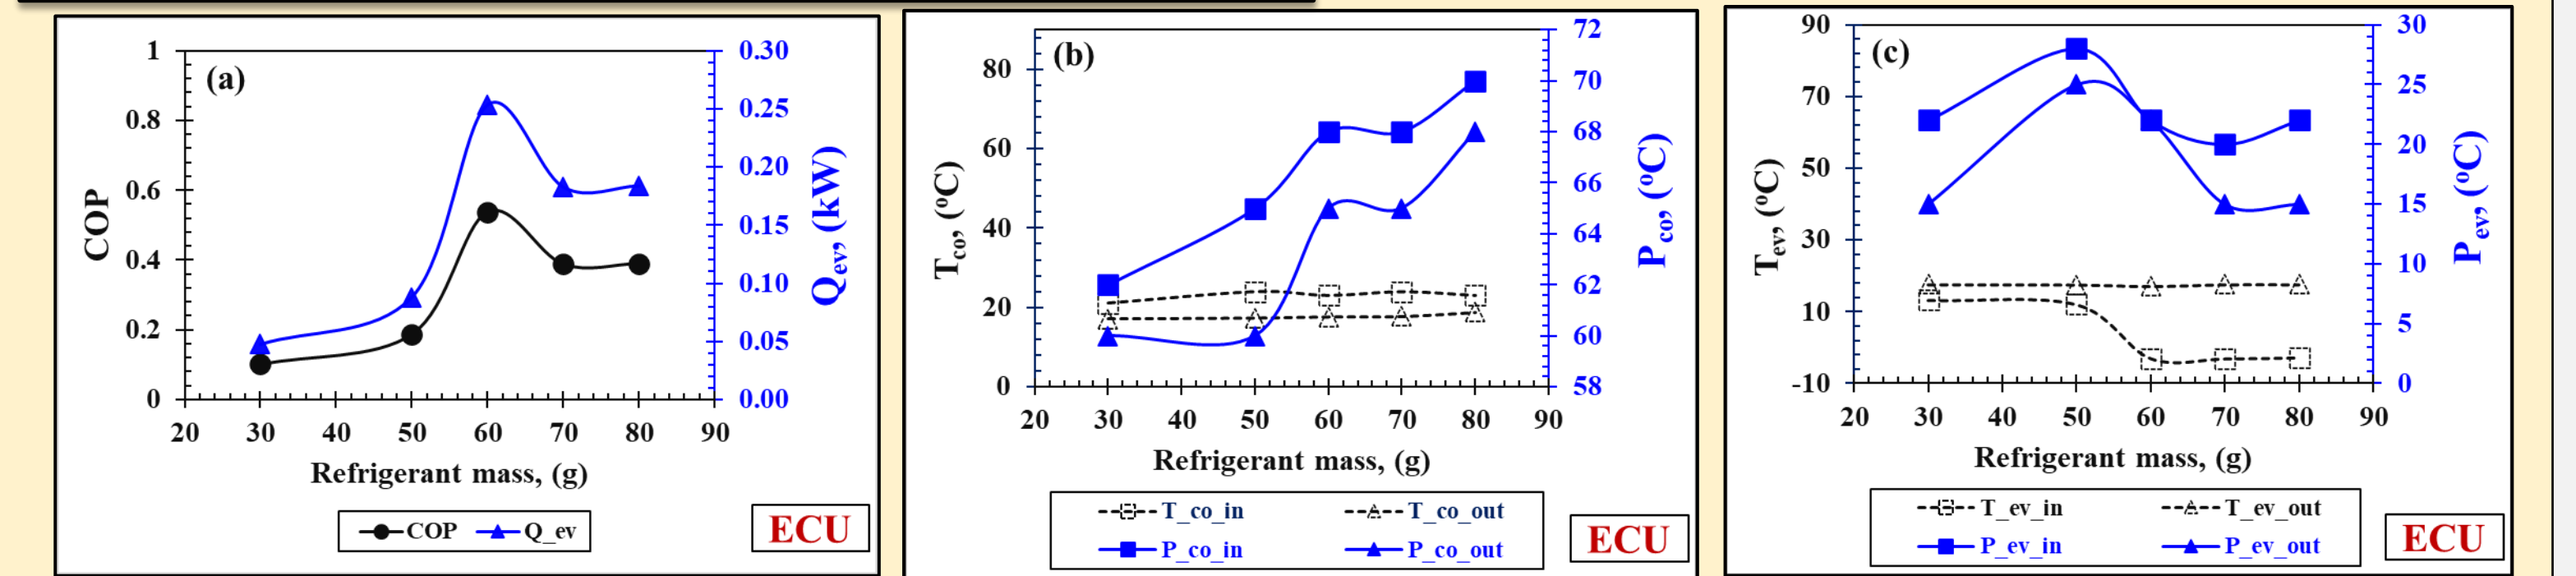 (a)
COP
1
0.8
0.6
0.4
0.2
0
0.30
0.25
0.20
0.15
0.10
0.05
0.00
Qev, (kW)
20 30 40 50 60 70 80 90
Refrigerant mass, (g)
COP Q_ev
ECU
(b)
Tco, (oC)
80
60
40
20
0
72
70
68
66
64
62
60
58
Pco, (oC)
20 30 40 50 60 70 80 90
Refrigerant mass, (g)
T_co_in T_co_out
P_co_in P_co_out
ECU
(c)
Tev, (oC)
90
70
50
30
10
-10
30
25
20
15
10
5
0
Pev, (oC)
20 30 40 50 60 70 80 90
Refrigerant mass, (g)
T_ev_in T_ev_out
P_ev_in P_ev_out
ECU